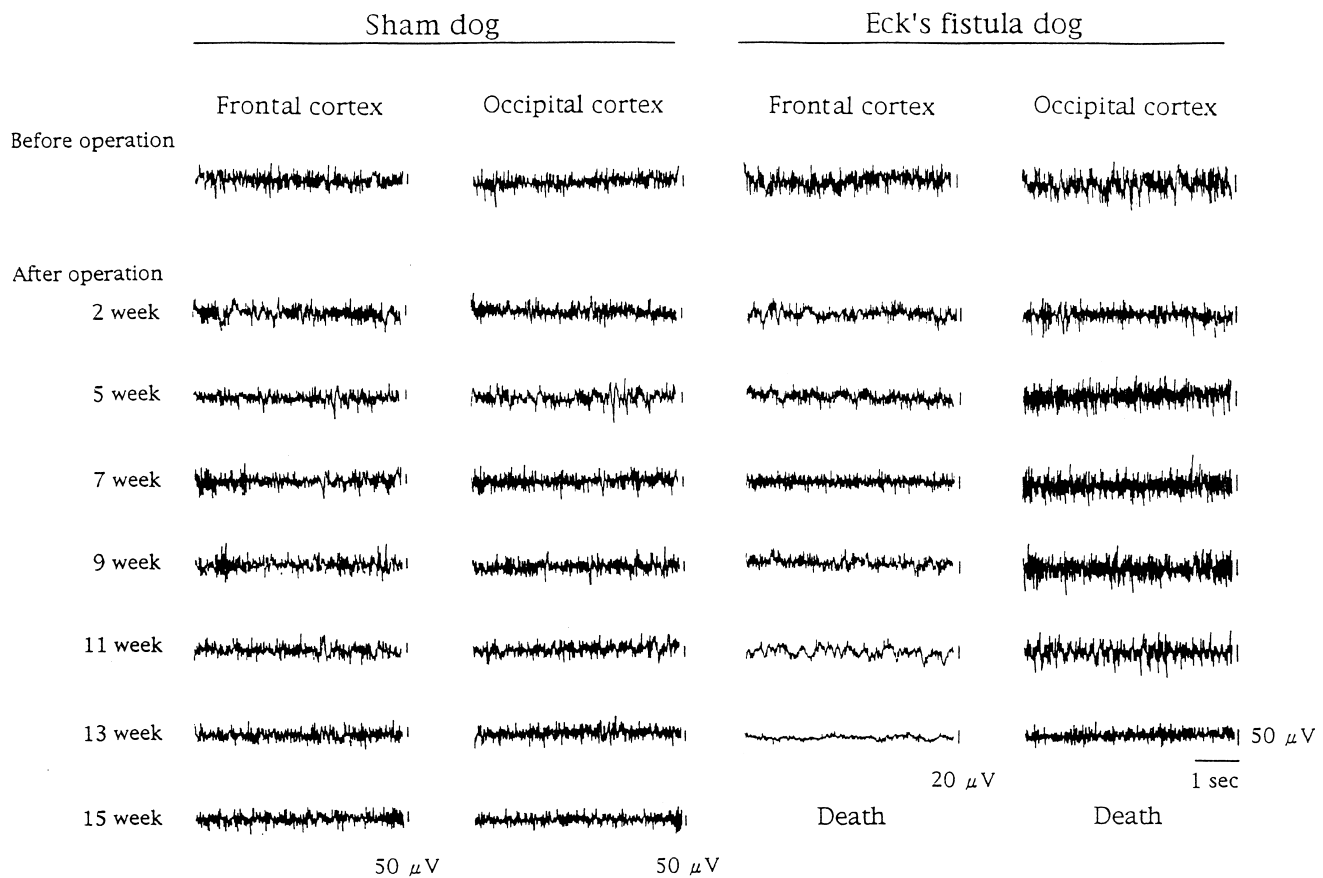 Sham dog
Eck's fistula dog
Frontal cortex
Occipital cortex
Frontal cortex
Occipital cortex
Before operation
After operation
2 week
5 week
7 week
9 week
11 week
13 week
50 μV
20 μV
1 sec
15 week
Death
Death
50 μV
50 μV